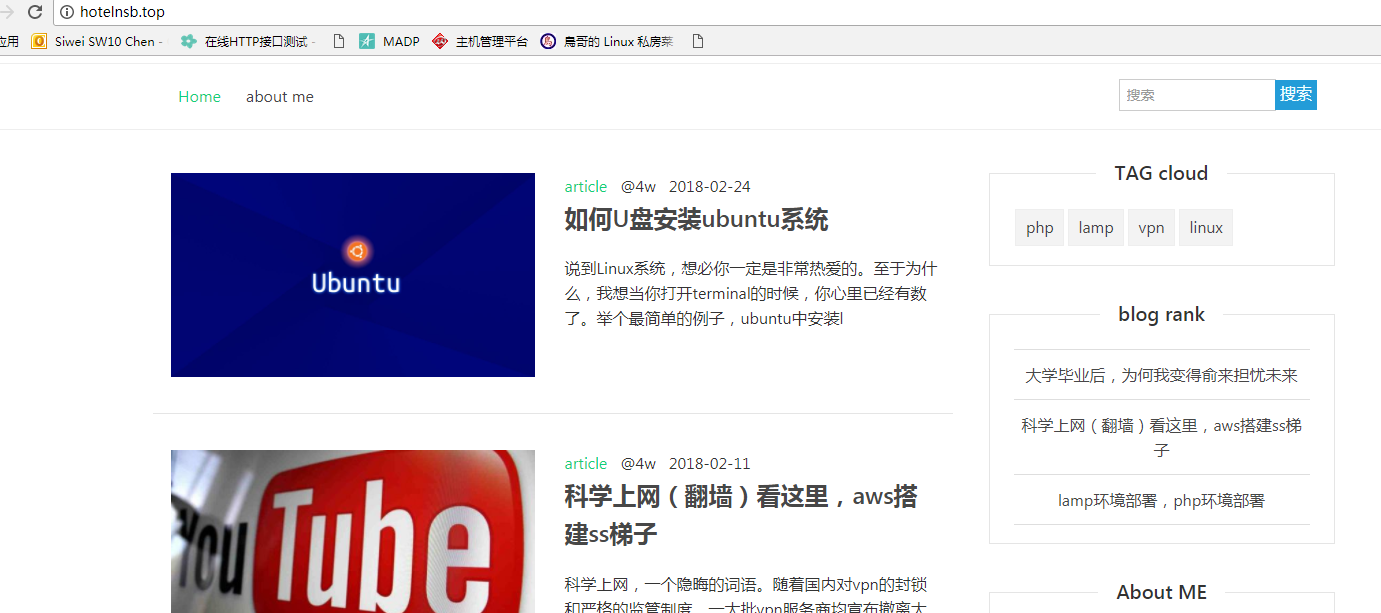 hotelnsb.top
应用 Siwei SW10 Chen - 在线HTTP接口测试 - MADP 主机管理平台 鳥哥的 Linux 私房菜
Home about me 搜索 搜索
article @4w 2018-02-24
如何U盘安装ubuntu系统
说到Linux系统，想必你一定是非常热爱的。至于为什
么，我想当你打开terminal的时候，你心里已经有数
了。举个最简单的例子，ubuntu中安装l
Ubuntu
article @4w 2018-02-11
科学上网（翻墙）看这里，aws搭
建ss梯子
科学上网，一个隐晦的词语。随着国内对vpn的封锁
和严格的监管制度，一大批vpn服务商均宣布撤离大
You Tube
TAG cloud
php lamp vpn linux
blog rank
大学毕业后，为何我变得俞来担忧未来
科学上网（翻墙）看这里，aws搭建ss梯
子
lamp环境部署，php环境部署
About ME